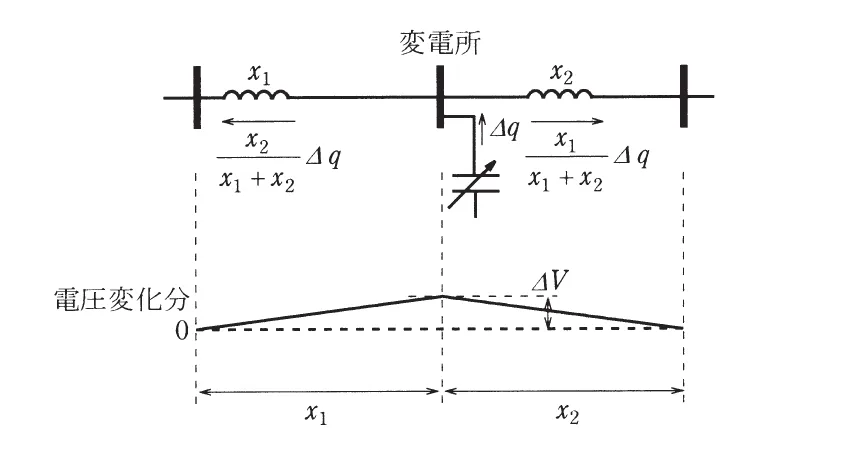 変電所
x₁
x₂
Δq
x₂
―――― Δq
x₁ + x₂
x₁
―――― Δq
x₁ + x₂
ΔV
電圧変化分
0
x₁
x₂